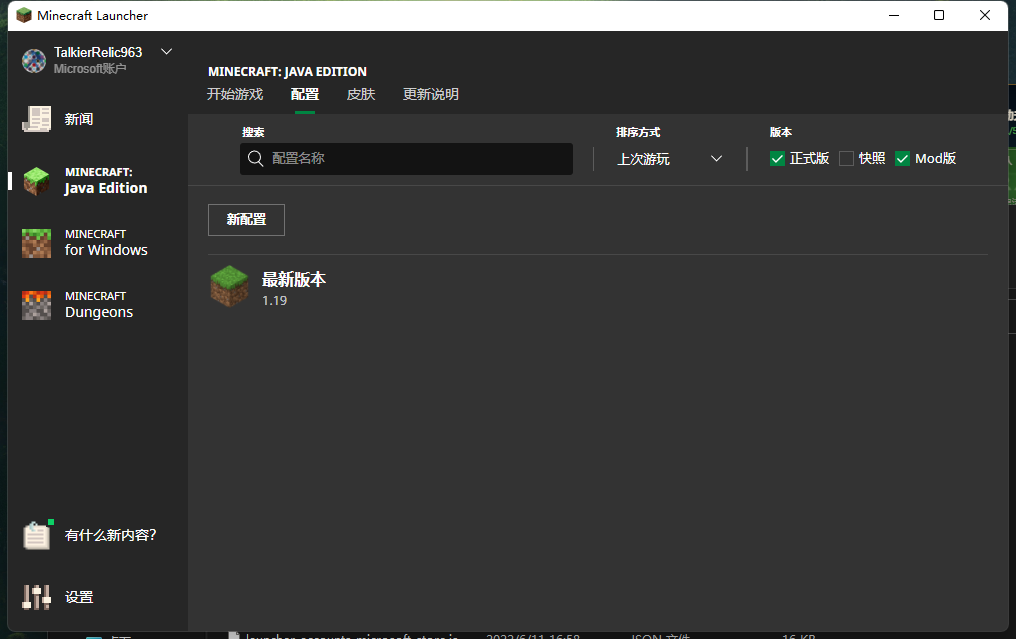 Minecraft Launcher
TalkierRelic963
Microsoft账户
新闻
MINECRAFT:
Java Edition
MINECRAFT
for Windows
MINECRAFT
Dungeons
有什么新内容?
设置
MINECRAFT: JAVA EDITION
开始游戏 配置 皮肤 更新说明
搜索 排序方式 版本
配置名称 上次游玩 正式版 快照 Mod版
新配置
最新版本
1.19